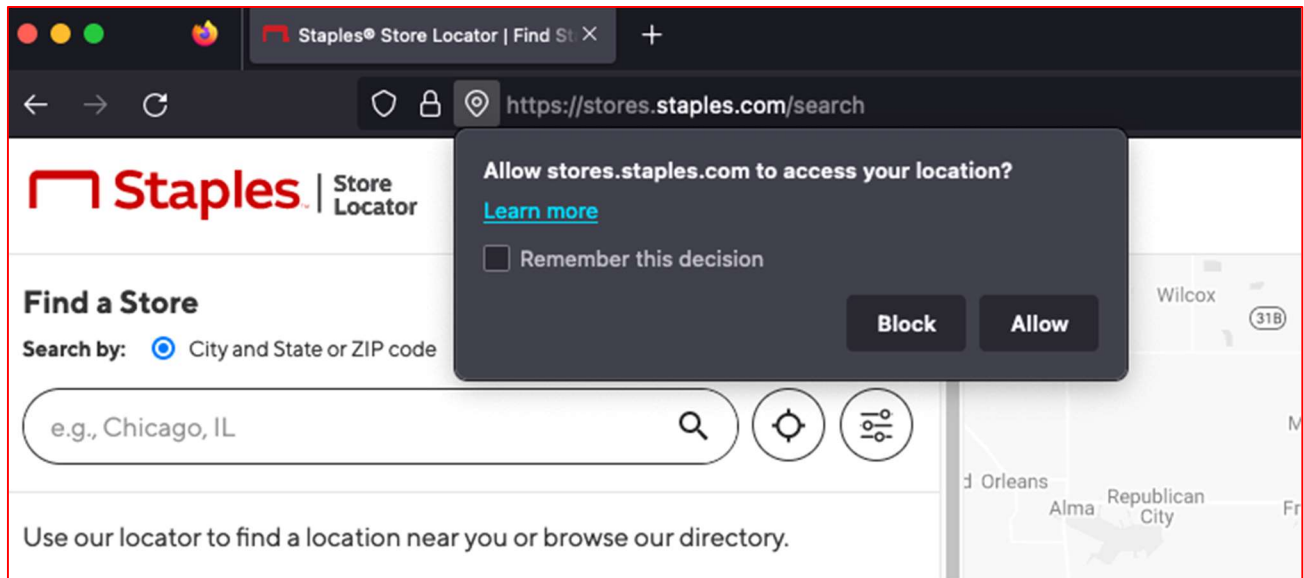 Staples® Store Locator | Find St
https://stores.staples.com/search
Allow stores.staples.com to access your location?
Learn more
Remember this decision
Block Allow
Staples | Store Locator
Find a Store
Search by: City and State or ZIP code
e.g., Chicago, IL
Use our locator to find a location near you or browse our directory.
Wilcox
31B
M
d Orleans
Alma
Republican
City
Fr